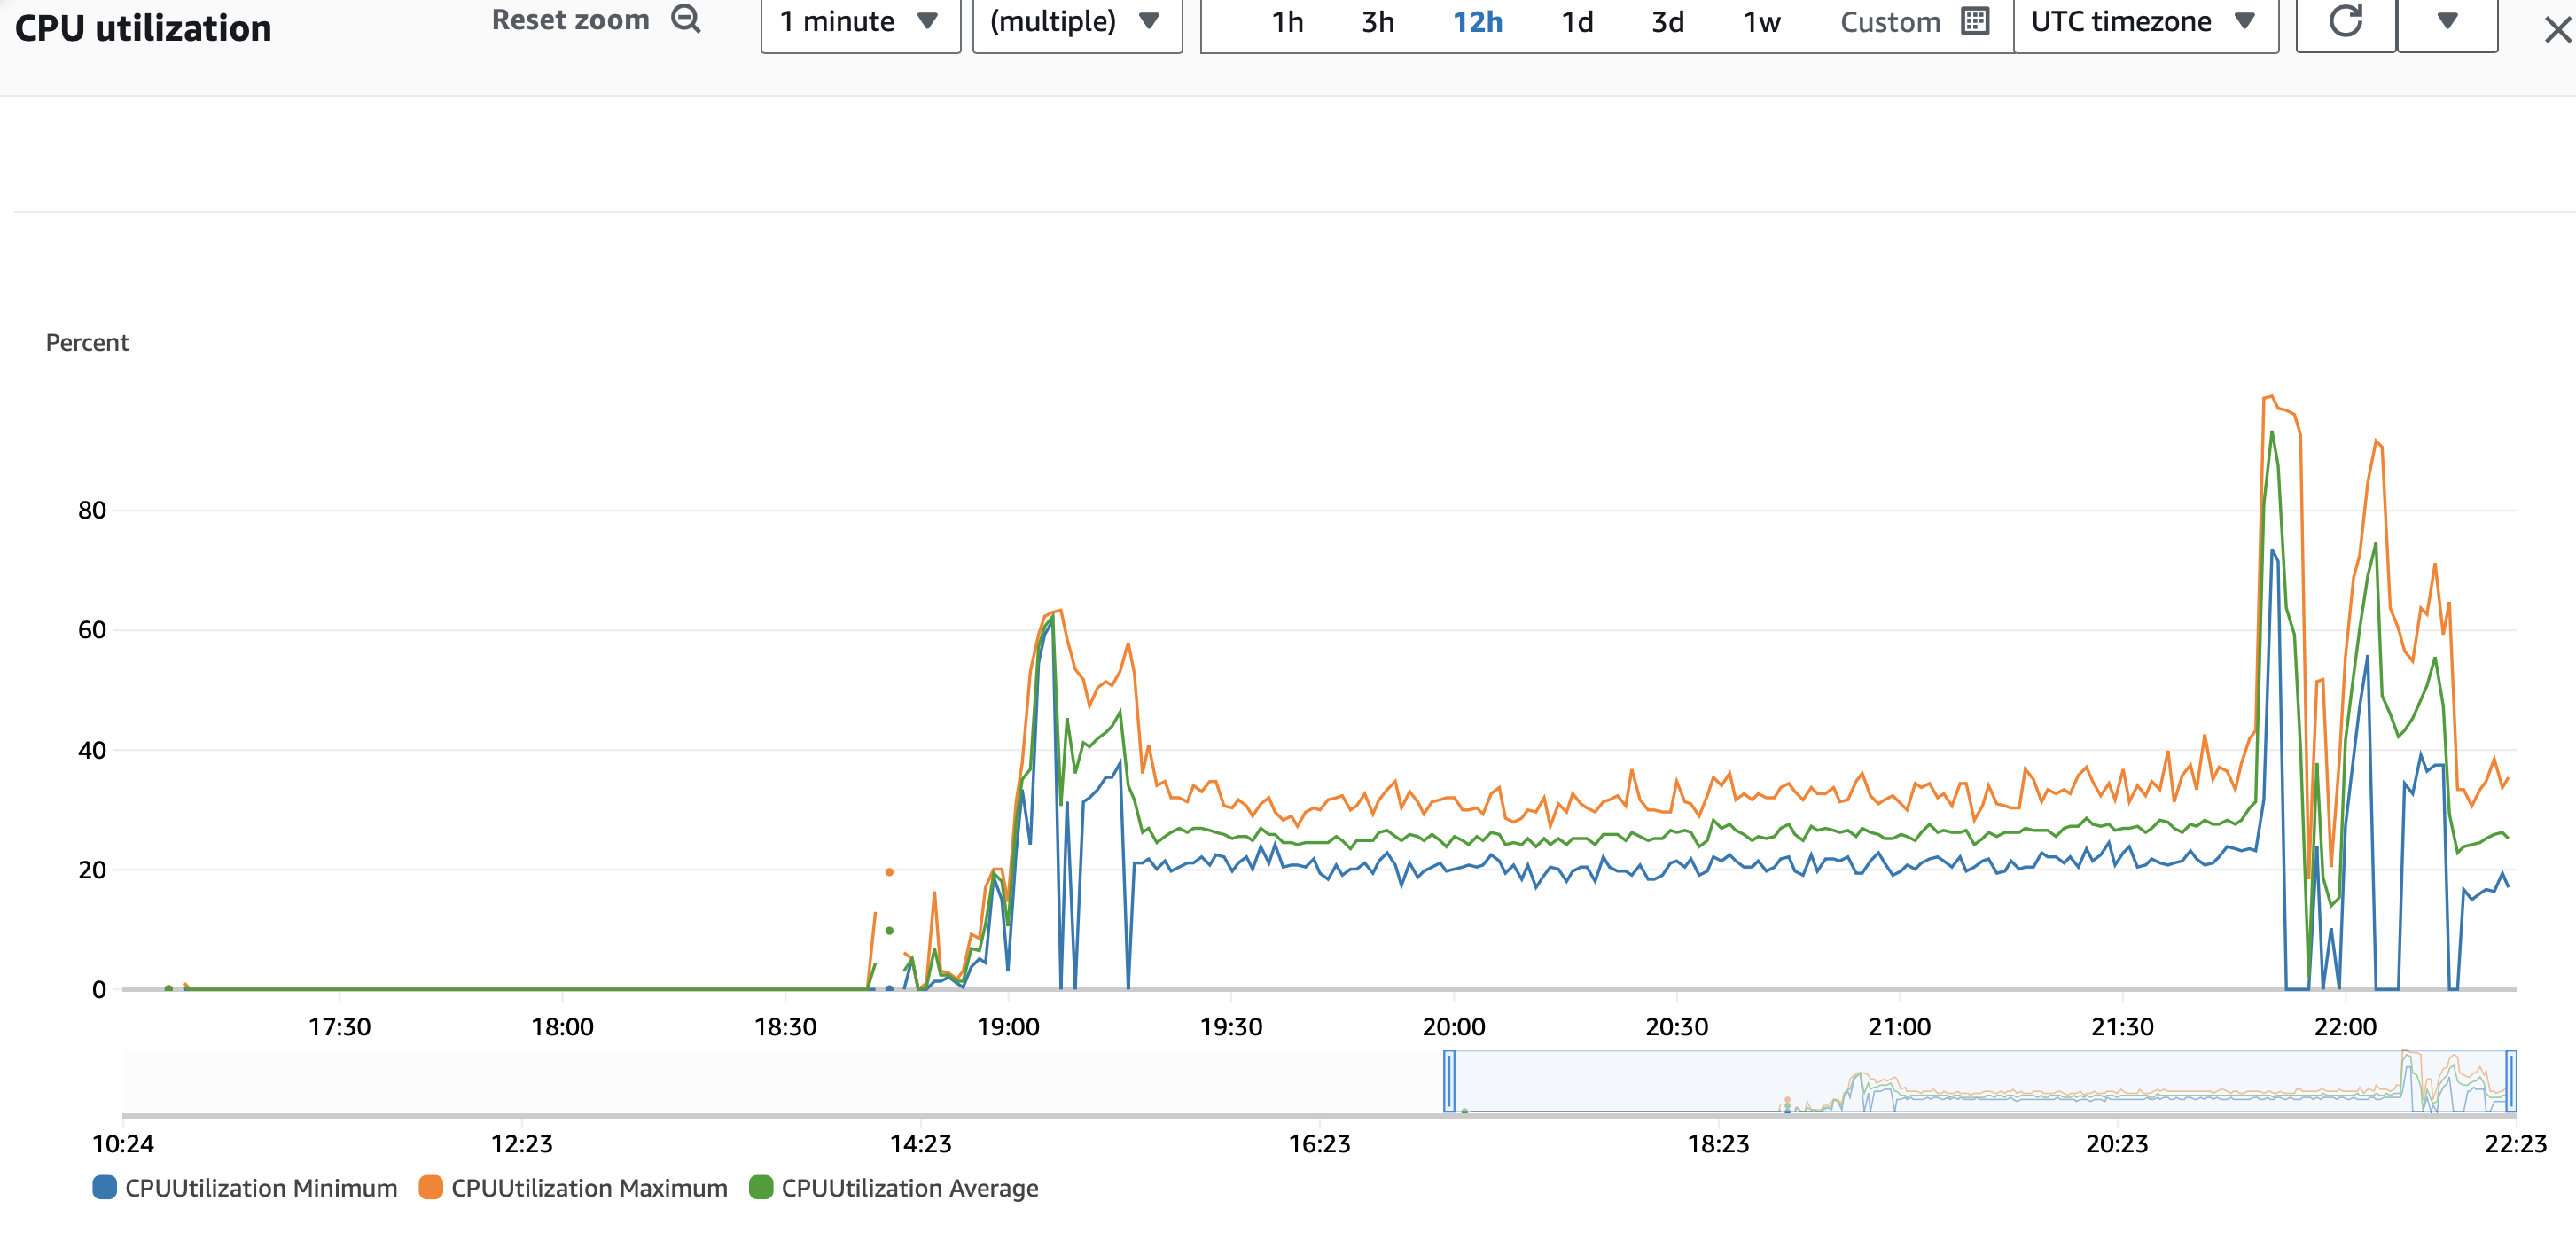 CPU utilization Reset zoom 1 minute (multiple) 1h 3h 12h 1d 3d 1w Custom UTC timezone
Percent
80
60
40
20
0
17:30 18:00 18:30 19:00 19:30 20:00 20:30 21:00 21:30 22:00
10:24 12:23 14:23 16:23 18:23 20:23 22:23
CPUUtilization Minimum CPUUtilization Maximum CPUUtilization Average